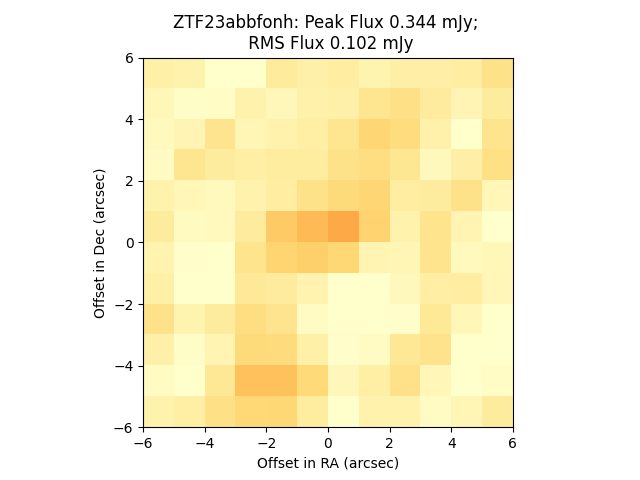 ZTF23abbfonh: Peak Flux 0.344 mJy;
RMS Flux 0.102 mJy
6
4
2
0
−2
−4
−6
Offset in Dec (arcsec)
−6 −4 −2 0 2 4 6
Offset in RA (arcsec)